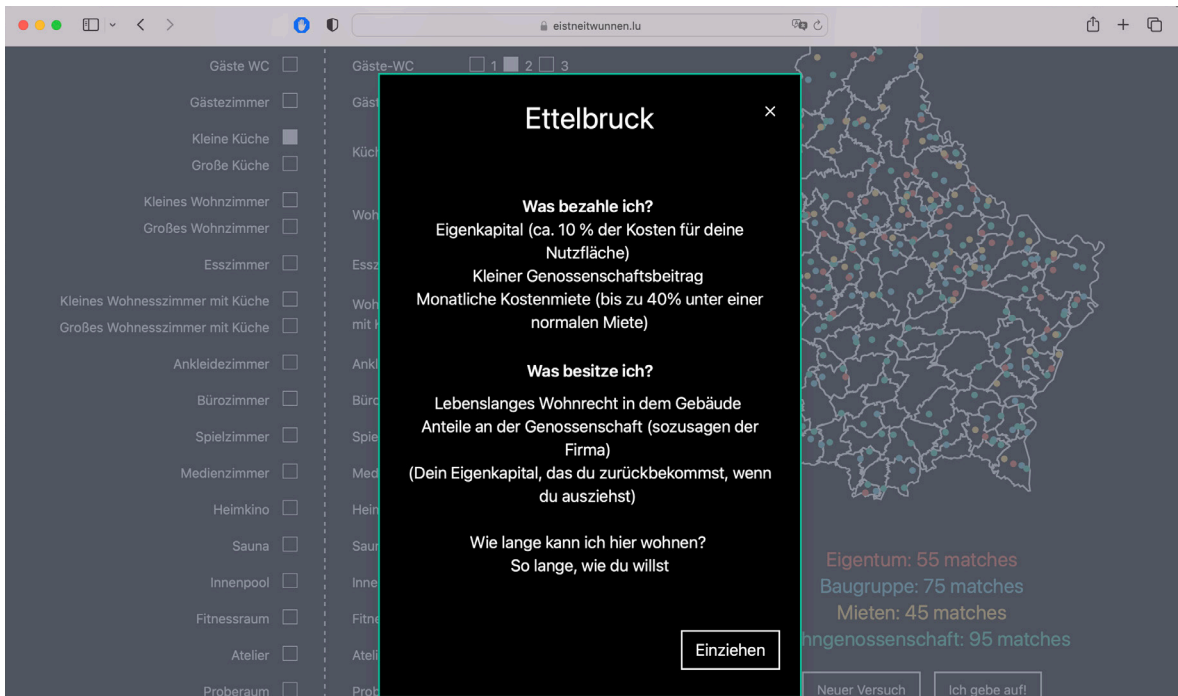 eistneitwunnen.lu
Gäste WC
Gästezimmer
Kleine Küche
Große Küche
Kleines Wohnzimmer
Großes Wohnzimmer
Esszimmer
Kleines Wohnesszimmer mit Küche
Großes Wohnesszimmer mit Küche
Ankleidezimmer
Bürozimmer
Spielzimmer
Medienzimmer
Heimkino
Sauna
Innenpool
Fitnessraum
Atelier
Proberaum
Gäste-WC 1 2 3
Ettelbruck
×
Was bezahle ich?
Eigenkapital (ca. 10 % der Kosten für deine
Nutzfläche)
Kleiner Genossenschaftsbeitrag
Monatliche Kostenmiete (bis zu 40% unter einer
normalen Miete)
Was besitze ich?
Lebenslanges Wohnrecht in dem Gebäude
Anteile an der Genossenschaft (sozusagen der
Firma)
(Dein Eigenkapital, das du zurückbekommst, wenn
du ausziehst)
Wie lange kann ich hier wohnen?
So lange, wie du willst
Einziehen
Eigentum: 55 matches
Baugruppe: 75 matches
Mieten: 45 matches
hngenossenschaft: 95 matches
Neuer Versuch
Ich gebe auf!